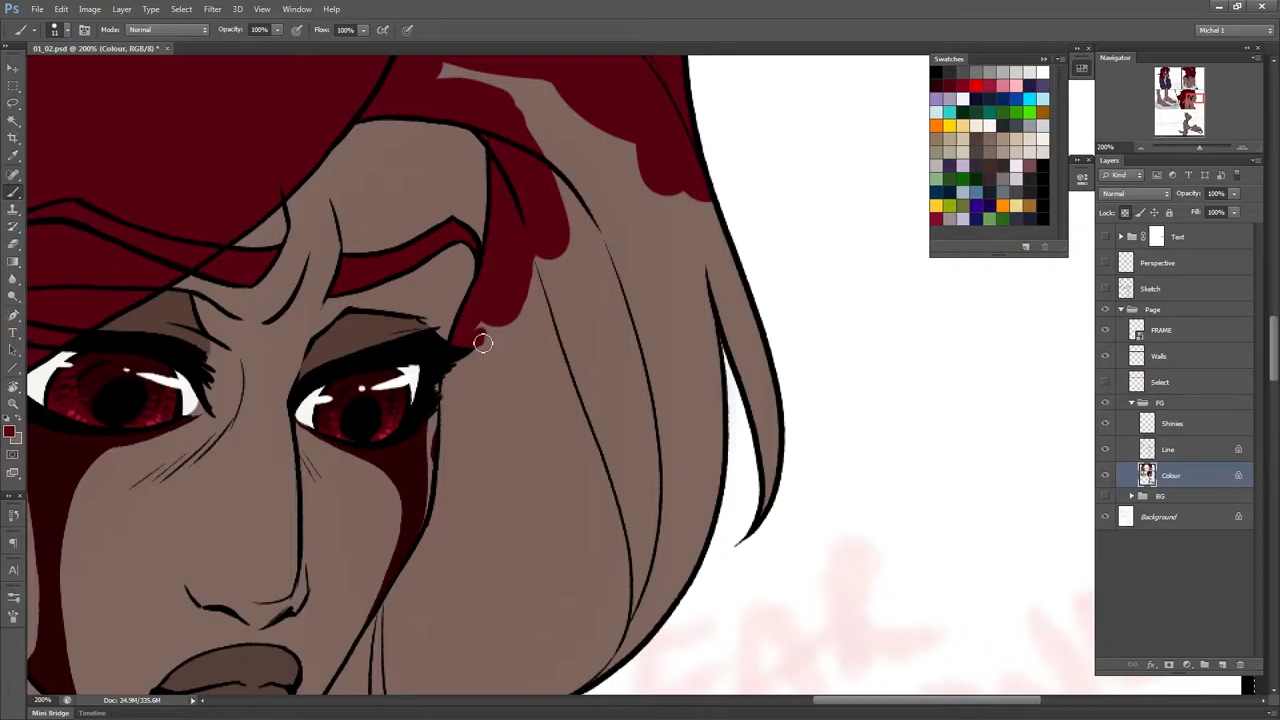 Ps File Edit Image Layer Type Select Filter 3D View Window Help
11 Mode: Normal Opacity: 100% Flow: 100% Michel 1
01_02.psd @ 200% (Colour, RGB/8) * ×
Swatches
Navigator
200%
Layers
Kind
Normal Opacity: 100%
Lock: Fill: 100%
Text
Perspective
Sketch
Page
FRAME
Walls
Select
FG
Shinies
Line
Colour
BG
Background
200% Doc: 24.9M/335.6M
Mini Bridge Timeline